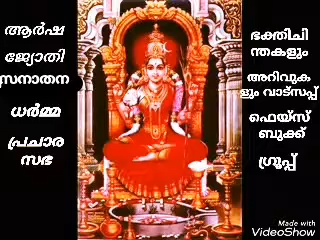 ആർഷ
ജ്യോതി
സനാതന
ധർമ്മ
പ്രചാര
സഭ
ഭക്തിചി
ന്തകളും
അറിവുക
ളും വാട്സപ്പ്
ഫെയ്സ്
ബുക്ക്
ഗ്രൂപ്പ്
Made with
VideoShow